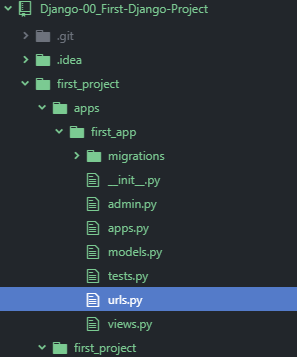 Django-00_First-Django-Project
.git
.idea
first_project
apps
first_app
migrations
__init__.py
admin.py
apps.py
models.py
tests.py
urls.py
views.py
first_project